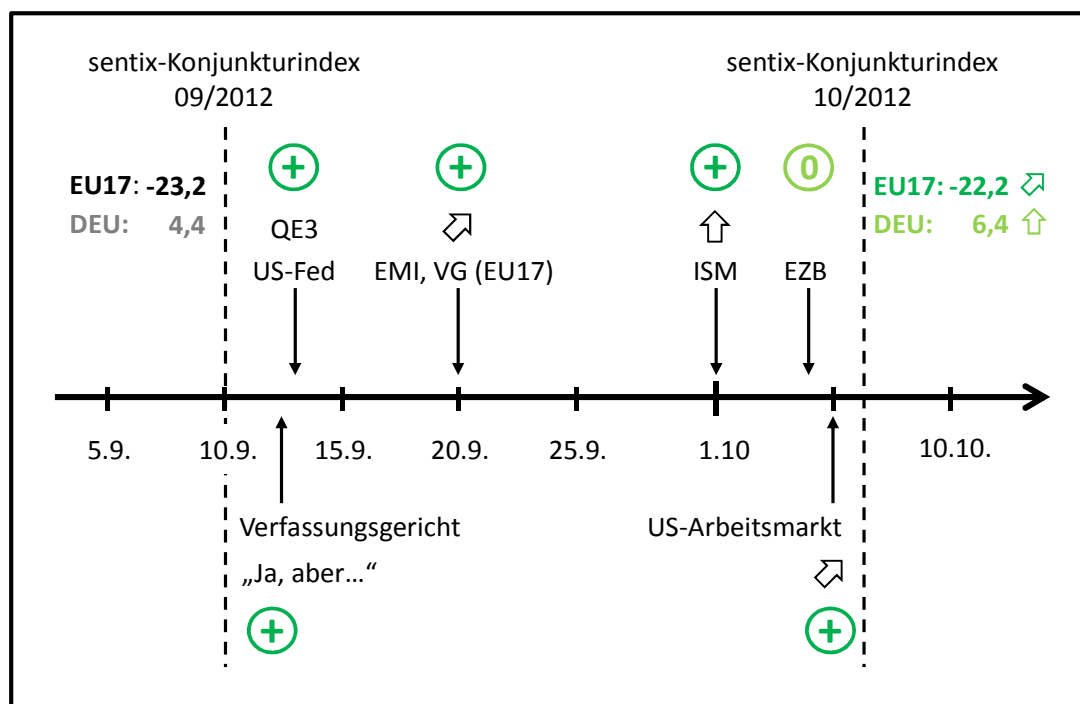 sentix-Konjunkturindex
09/2012
sentix-Konjunkturindex
10/2012
+
+
+
0
EU17: -23,2
DEU: 4,4
EU17: -22,2
DEU: 6,4
QE3
US-Fed
EMI, VG (EU17)
ISM
EZB
5.9.
10.9.
15.9.
20.9.
25.9.
1.10
10.10.
Verfassungsgericht
„Ja, aber…“
+
US-Arbeitsmarkt
+